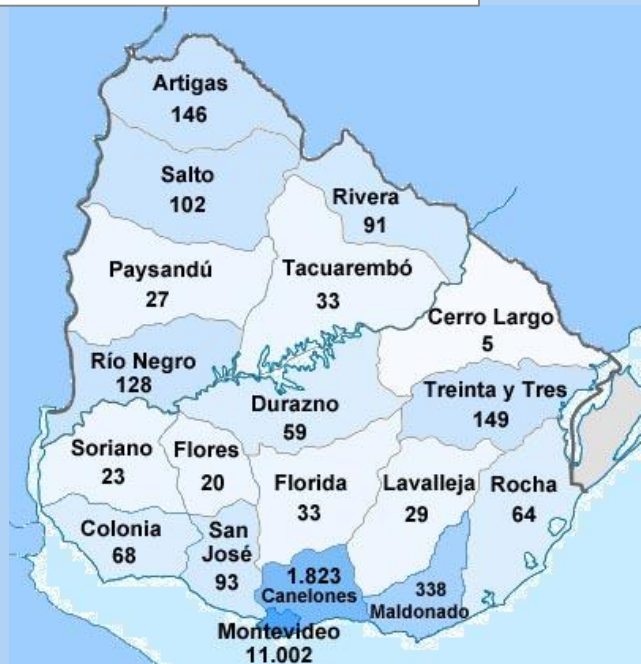 Artigas
146
Salto
102
Rivera
91
Paysandú
27
Tacuarembó
33
Cerro Largo
5
Río Negro
128
Durazno
59
Treinta y Tres
149
Soriano
23
Flores
20
Florida
33
Lavalleja
29
Rocha
64
Colonia
68
San
José
93
1.823
Canelones
338
Maldonado
Montevideo
11.002